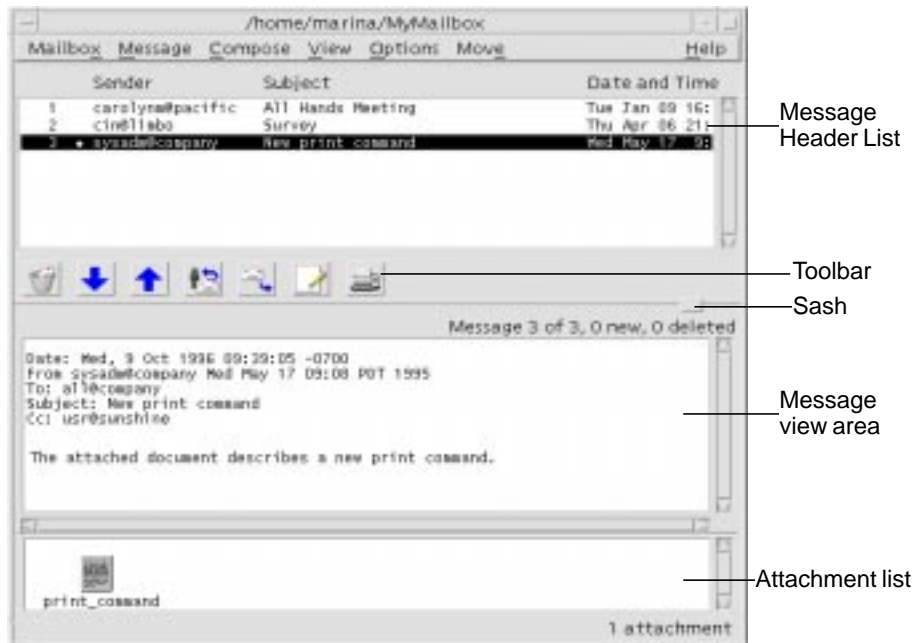 /home/marina/MyMailbox
Mailbox Message Compose View Options Move Help
Sender Subject Date and Time
1 carolynm@pacific All Hands Meeting Tue Jan 09 16:
2 cin@limbo Survey Thu Apr 06 21:
3 ◆ sysadm@company New print command Wed May 17 9:
Message
Header List
Toolbar
Sash
Message 3 of 3, 0 new, 0 deleted
Date: Wed, 9 Oct 1996 09:39:05 -0700
From sysadm@company Wed May 17 09:08 PDT 1995
To: all@company
Subject: New print command
Cc: usr@sunshine
The attached document describes a new print command.
Message
view area
print_command
Attachment list
1 attachment